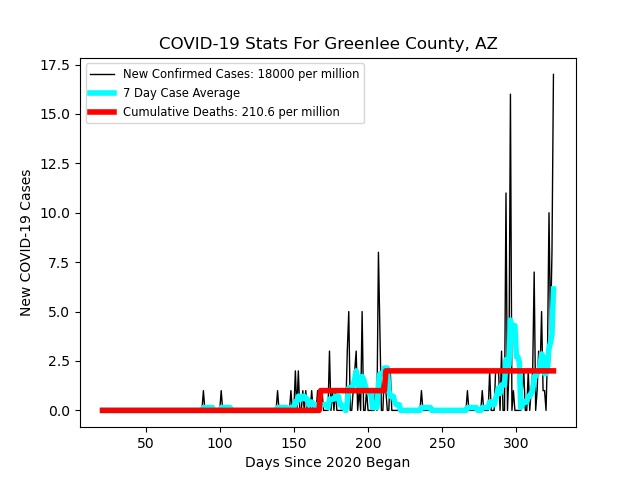 COVID-19 Stats For Greenlee County, AZ
New Confirmed Cases: 18000 per million
7 Day Case Average
Cumulative Deaths: 210.6 per million
New COVID-19 Cases
17.5
15.0
12.5
10.0
7.5
5.0
2.5
0.0
50 100 150 200 250 300
Days Since 2020 Began